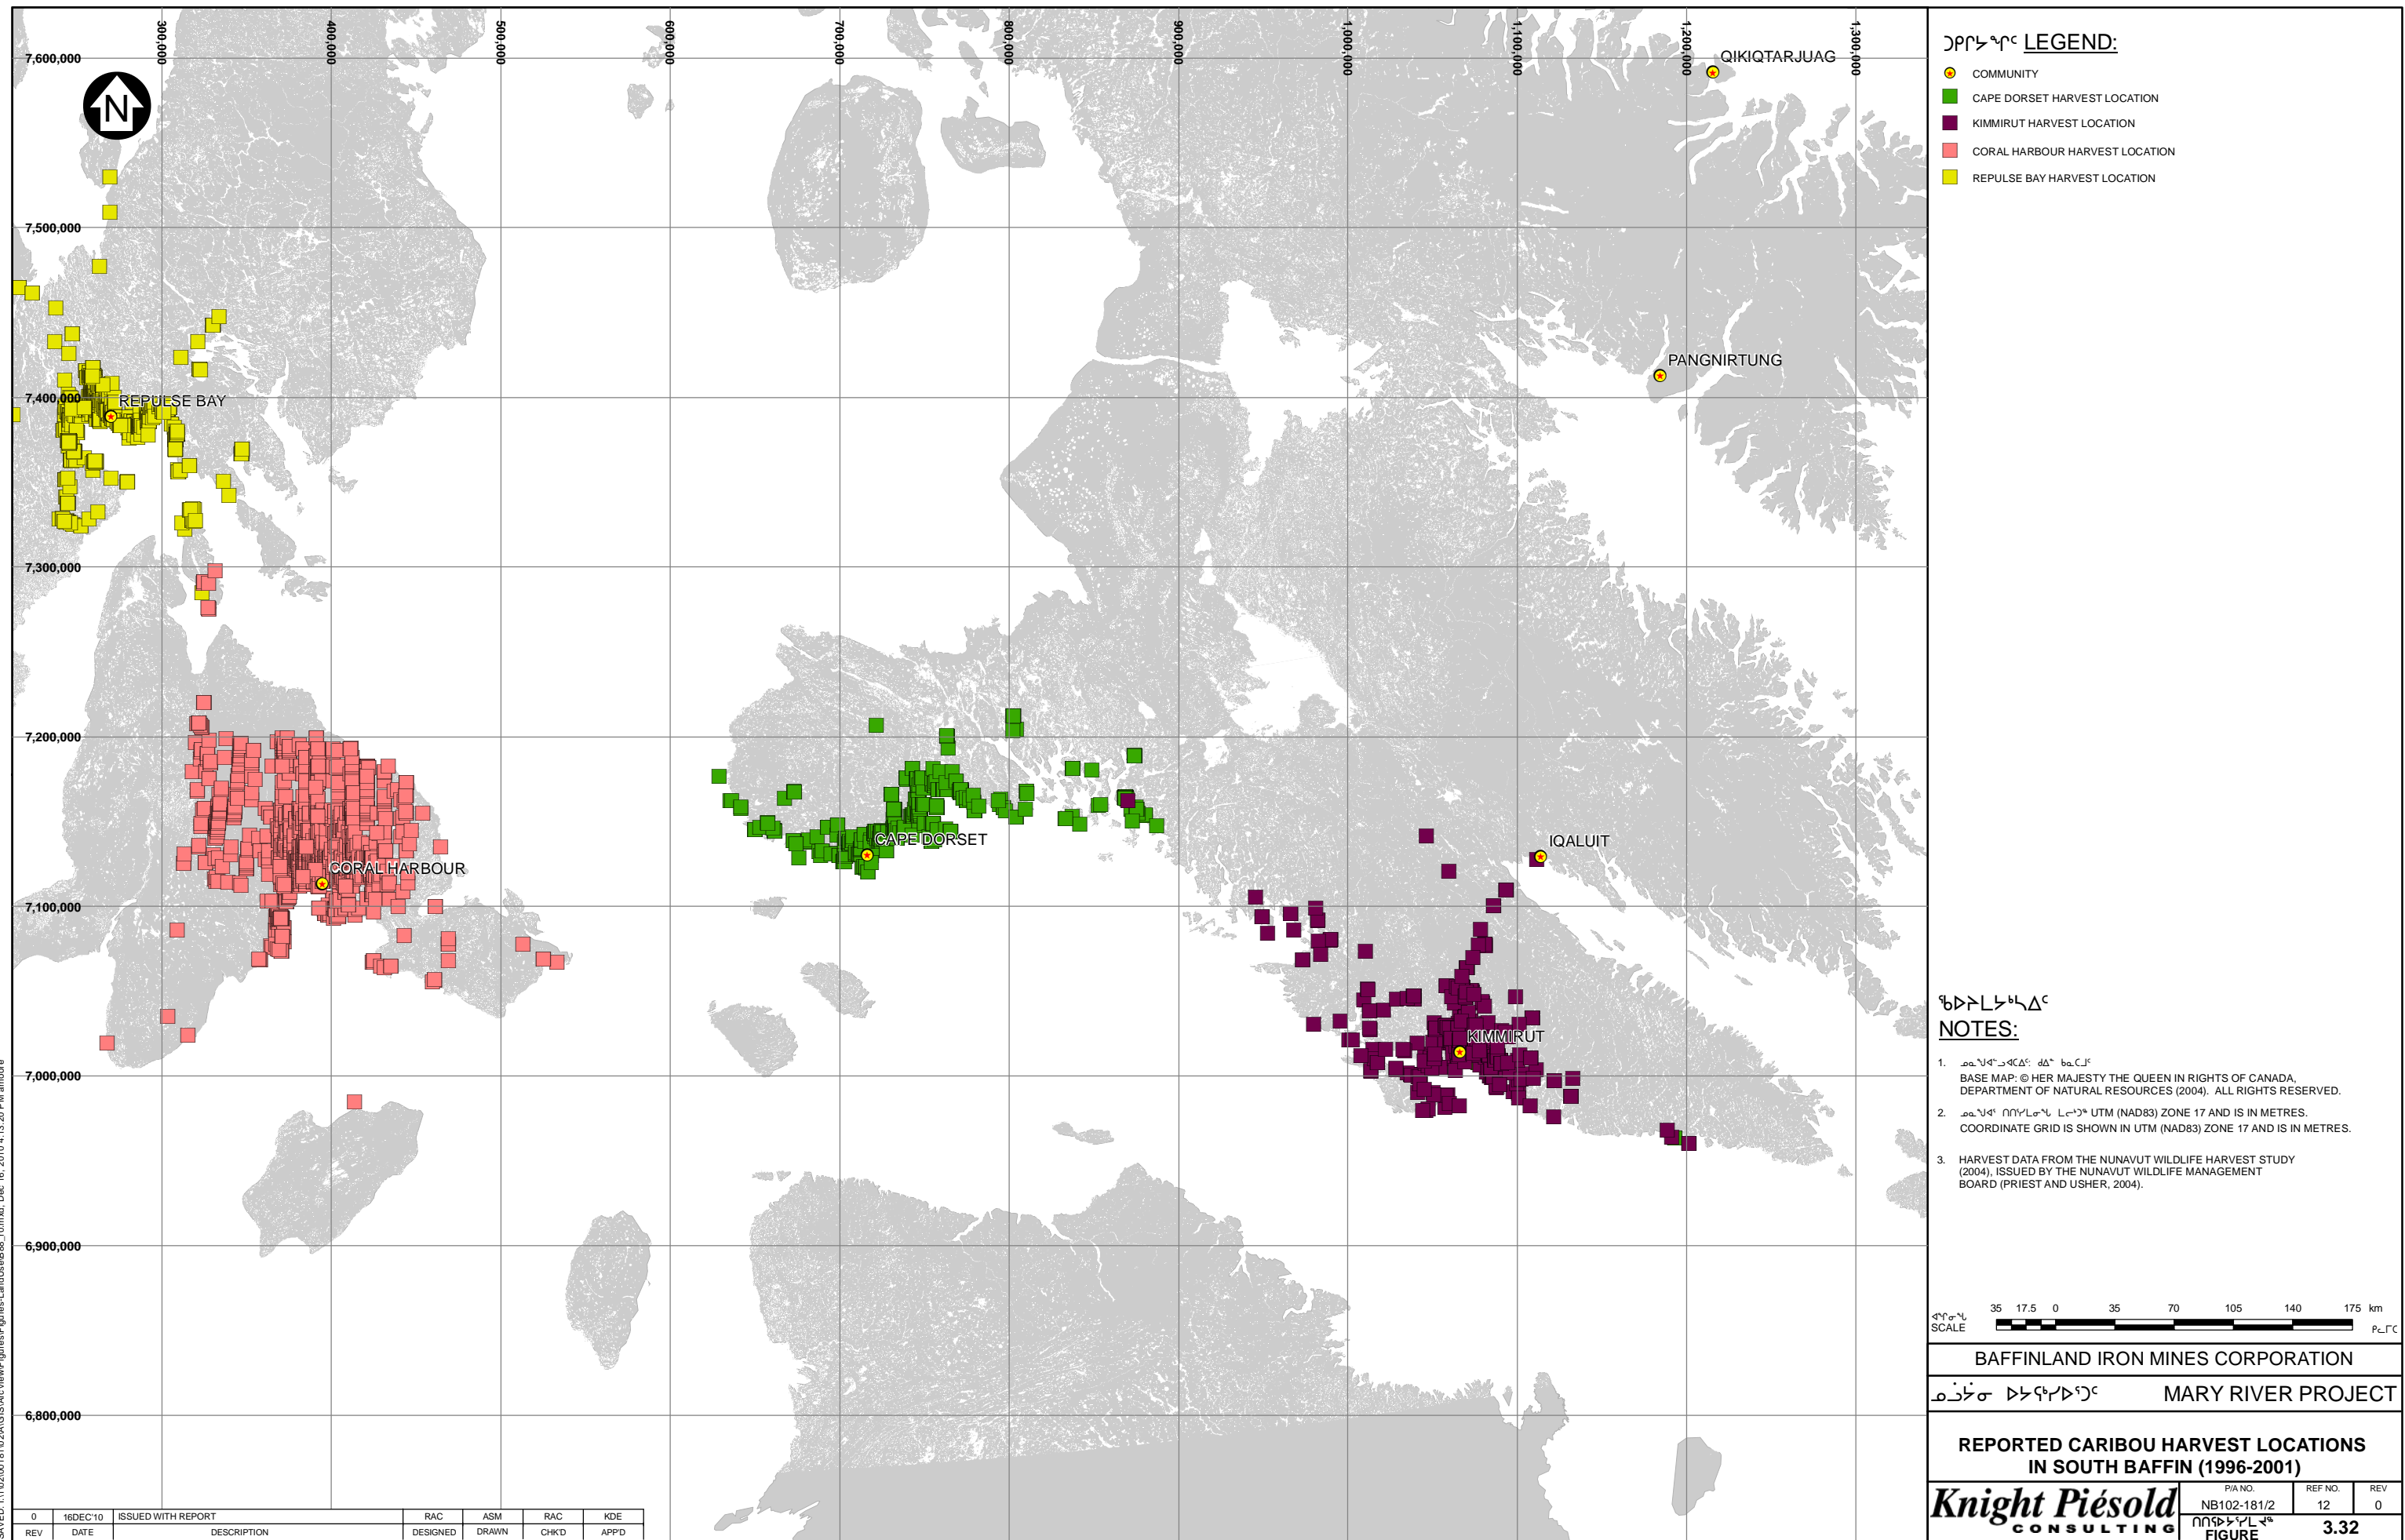 300,000
400,000
500,000
600,000
700,000
800,000
900,000
1,000,000
1,100,000
1,200,000
1,300,000
7,600,000
7,500,000
7,400,000
7,300,000
7,200,000
7,100,000
7,000,000
6,900,000
6,800,000
N
QIKIQTARJUAG
PANGNIRTUNG
REPULSE BAY
CAPE DORSET
CORAL HARBOUR
IQALUIT
KIMMIRUT
LEGEND:
COMMUNITY
CAPE DORSET HARVEST LOCATION
KIMMIRUT HARVEST LOCATION
CORAL HARBOUR HARVEST LOCATION
REPULSE BAY HARVEST LOCATION
NOTES:
1.
BASE MAP: © HER MAJESTY THE QUEEN IN RIGHTS OF CANADA,
DEPARTMENT OF NATURAL RESOURCES (2004). ALL RIGHTS RESERVED.
2. UTM (NAD83) ZONE 17 AND IS IN METRES.
COORDINATE GRID IS SHOWN IN UTM (NAD83) ZONE 17 AND IS IN METRES.
3. HARVEST DATA FROM THE NUNAVUT WILDLIFE HARVEST STUDY
(2004), ISSUED BY THE NUNAVUT WILDLIFE MANAGEMENT
BOARD (PRIEST AND USHER, 2004).
35 17.5 0 35 70 105 140 175 km
SCALE
BAFFINLAND IRON MINES CORPORATION
MARY RIVER PROJECT
REPORTED CARIBOU HARVEST LOCATIONS
IN SOUTH BAFFIN (1996-2001)
Knight Piésold
CONSULTING
P/A NO. REF NO. REV
NB102-181/2 12 0
FIGURE 3.32
0 16DEC'10 ISSUED WITH REPORT RAC ASM RAC KDE
REV DATE DESCRIPTION DESIGNED DRAWN CHK'D APP'D